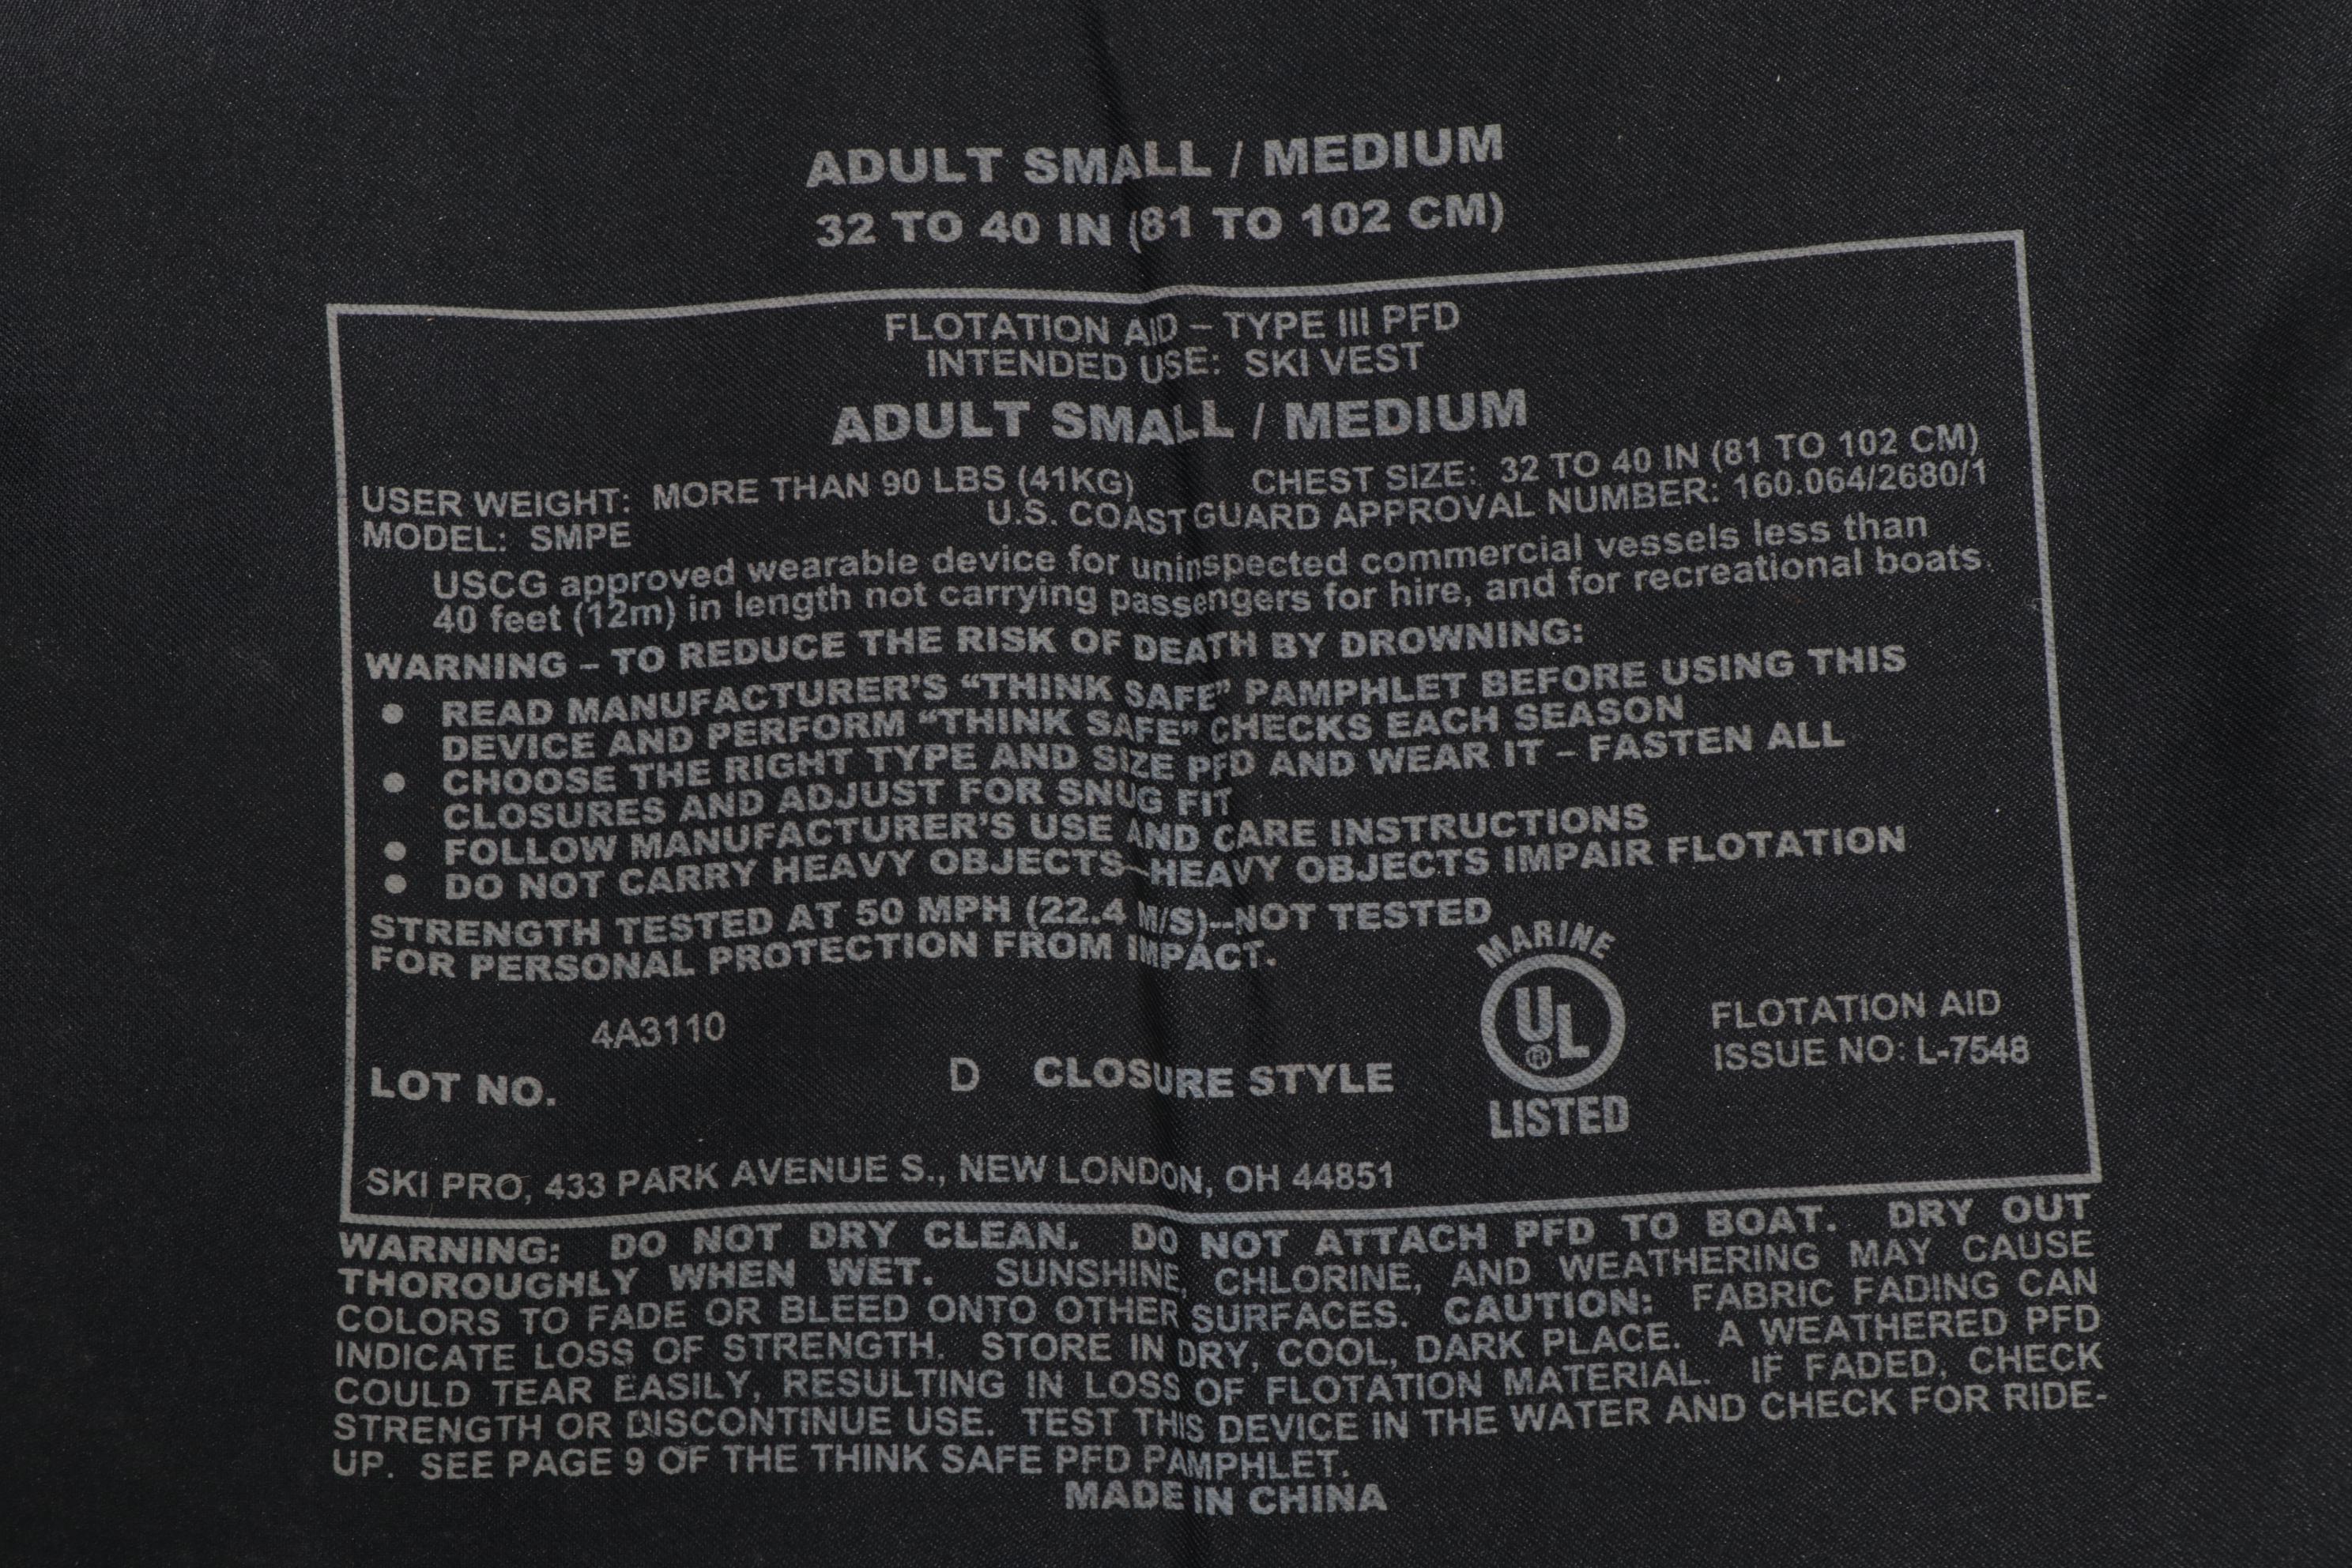 ADULT SMALL / MEDIUM
32 TO 40 IN (81 TO 102 CM)
FLOTATION AID – TYPE III PFD
INTENDED USE: SKI VEST
ADULT SMALL / MEDIUM
USER WEIGHT: MORE THAN 90 LBS (41KG) CHEST SIZE: 32 TO 40 IN (81 TO 102 CM)
MODEL: SMPE U.S. COAST GUARD APPROVAL NUMBER: 160.064/2680/1
USCG approved wearable device for uninspected commercial vessels less than
40 feet (12m) in length not carrying passengers for hire, and for recreational boats.
WARNING – TO REDUCE THE RISK OF DEATH BY DROWNING:
● READ MANUFACTURER'S “THINK SAFE” PAMPHLET BEFORE USING THIS
DEVICE AND PERFORM “THINK SAFE” CHECKS EACH SEASON
● CHOOSE THE RIGHT TYPE AND SIZE PFD AND WEAR IT – FASTEN ALL
CLOSURES AND ADJUST FOR SNUG FIT
● FOLLOW MANUFACTURER'S USE AND CARE INSTRUCTIONS
● DO NOT CARRY HEAVY OBJECTS--HEAVY OBJECTS IMPAIR FLOTATION
STRENGTH TESTED AT 50 MPH (22.4 M/S)--NOT TESTED
FOR PERSONAL PROTECTION FROM IMPACT.
MARINE
UL®
LISTED
FLOTATION AID
ISSUE NO: L-7548
4A3110
LOT NO. D CLOSURE STYLE
SKI PRO, 433 PARK AVENUE S., NEW LONDON, OH 44851
WARNING: DO NOT DRY CLEAN. DO NOT ATTACH PFD TO BOAT. DRY OUT
THOROUGHLY WHEN WET. SUNSHINE, CHLORINE, AND WEATHERING MAY CAUSE
COLORS TO FADE OR BLEED ONTO OTHER SURFACES. CAUTION: FABRIC FADING CAN
INDICATE LOSS OF STRENGTH. STORE IN DRY, COOL, DARK PLACE. A WEATHERED PFD
COULD TEAR EASILY, RESULTING IN LOSS OF FLOTATION MATERIAL. IF FADED, CHECK
STRENGTH OR DISCONTINUE USE. TEST THIS DEVICE IN THE WATER AND CHECK FOR RIDE-
UP. SEE PAGE 9 OF THE THINK SAFE PFD PAMPHLET.
MADE IN CHINA